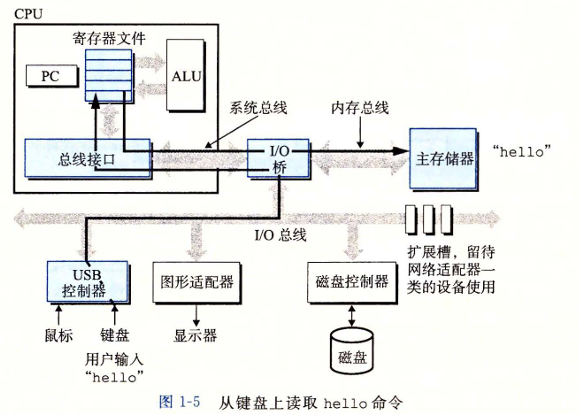 CPU
寄存器文件
PC
ALU
系统总线
内存总线
总线接口
I/O
桥
主存储器
“hello”
I/O 总线
扩展槽，留待
网络适配器一
类的设备使用
USB
控制器
图形适配器
磁盘控制器
鼠标
键盘
显示器
用户输入
“hello”
磁盘
图 1-5 从键盘上读取 hello 命令